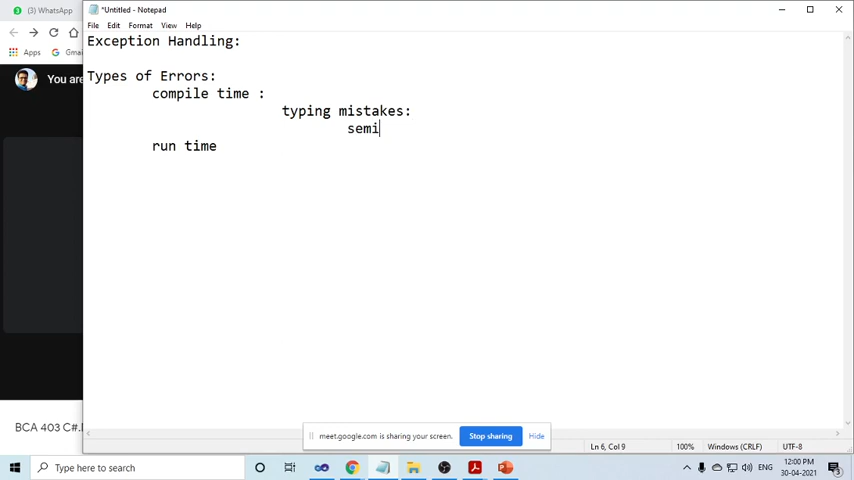 (3) WhatsApp
*Untitled - Notepad
File Edit Format View Help
Apps
Gmai
You are
Exception Handling:
Types of Errors:
compile time :
typing mistakes:
semi
run time
BCA 403 C#.
meet.google.com is sharing your screen.
Stop sharing
Hide
Ln 6, Col 9
100%
Windows (CRLF)
UTF-8
Type here to search
ENG
12:00 PM
30-04-2021
3